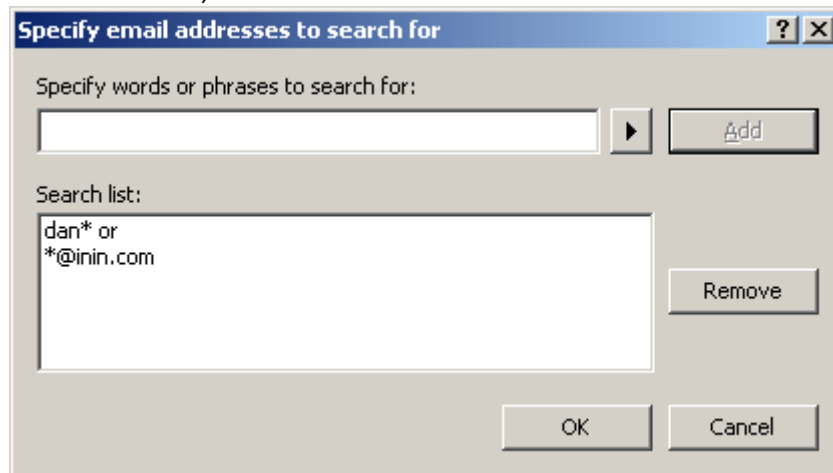 Specify email addresses to search for
Specify words or phrases to search for:
Add
Search list:
dan* or
*@inin.com
Remove
OK
Cancel